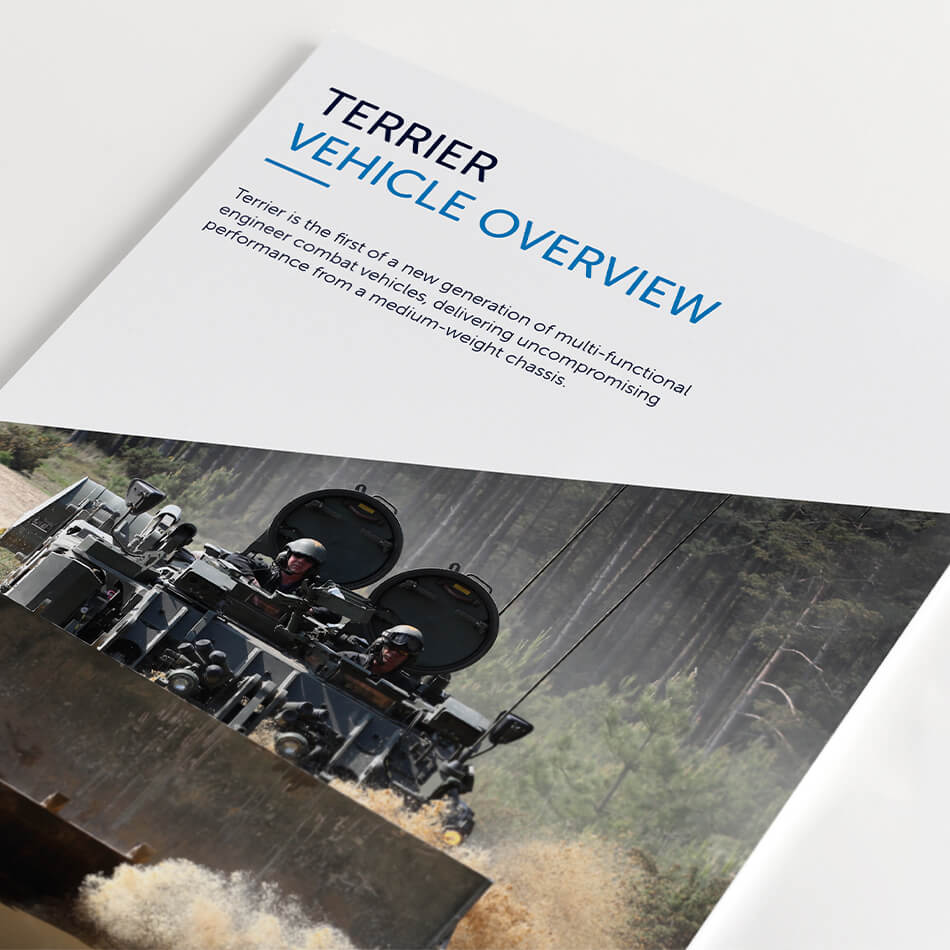 TERRIER
VEHICLE OVERVIEW
Terrier is the first of a new generation of multi-functional
engineer combat vehicles, delivering uncompromising
performance from a medium-weight chassis.